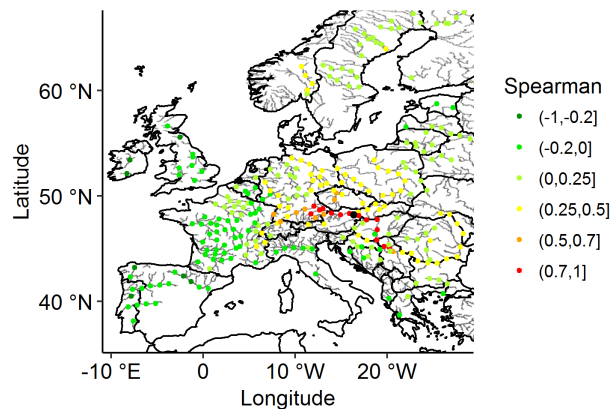 Latitude
60 °N
50 °N
40 °N
-10 °E
0
10 °W
20 °W
Longitude
Spearman
(-1,-0.2]
(-0.2,0]
(0,0.25]
(0.25,0.5]
(0.5,0.7]
(0.7,1]